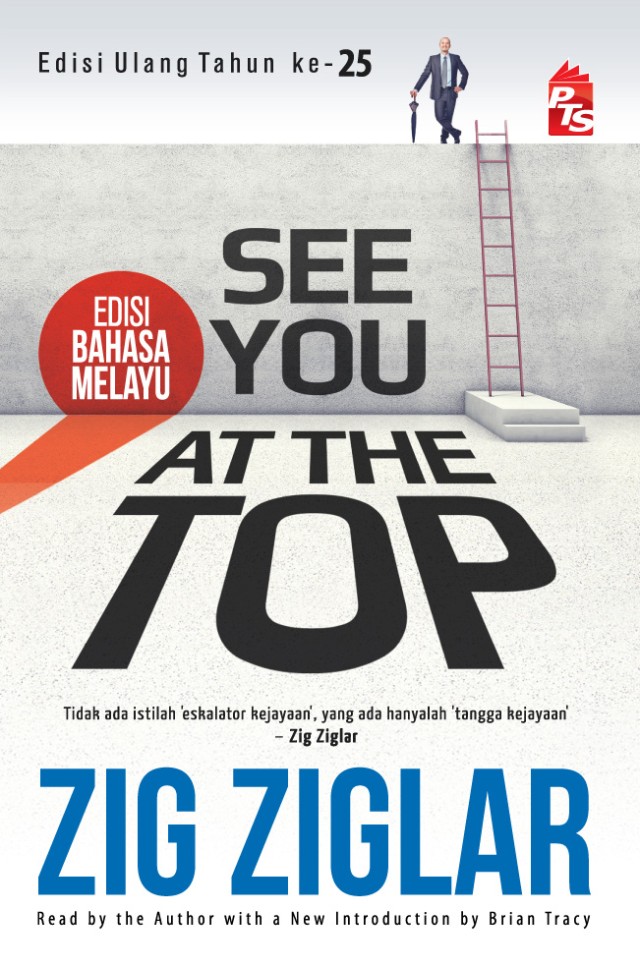 Edisi Ulang Tahun ke-25
PTS
SEE
YOU
EDISI
BAHASA
MELAYU
AT THE
TOP
Tidak ada istilah 'eskalator kejayaan', yang ada hanyalah 'tangga kejayaan'
– Zig Ziglar
ZIG ZIGLAR
Read by the Author with a New Introduction by Brian Tracy